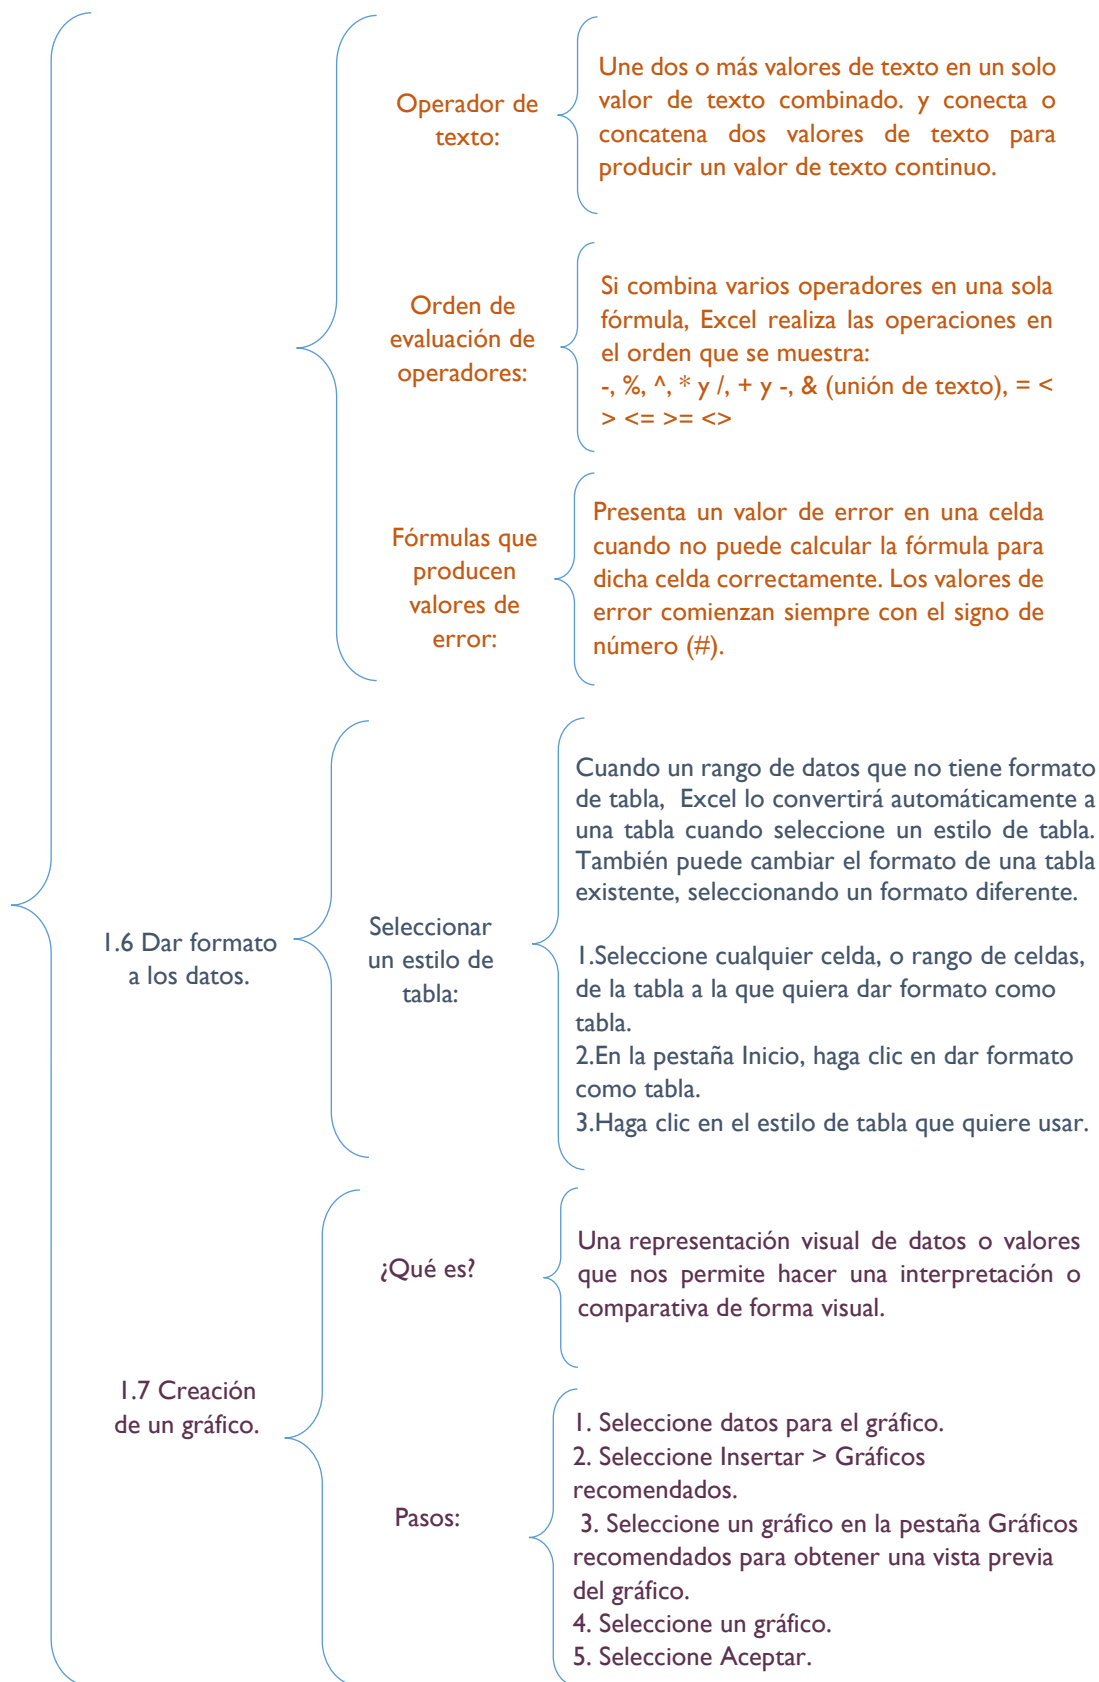 Operador de
texto:
Une dos o más valores de texto en un solo
valor de texto combinado. y conecta o
concatena dos valores de texto para
producir un valor de texto continuo.
Orden de
evaluación de
operadores:
Si combina varios operadores en una sola
fórmula, Excel realiza las operaciones en
el orden que se muestra:
-, %, ^, * y /, + y -, & (unión de texto), = <
> <= >= <>
Fórmulas que
producen
valores de
error:
Presenta un valor de error en una celda
cuando no puede calcular la fórmula para
dicha celda correctamente. Los valores de
error comienzan siempre con el signo de
número (#).
1.6 Dar formato
a los datos.
Seleccionar
un estilo de
tabla:
Cuando un rango de datos que no tiene formato
de tabla, Excel lo convertirá automáticamente a
una tabla cuando seleccione un estilo de tabla.
También puede cambiar el formato de una tabla
existente, seleccionando un formato diferente.
1.Seleccione cualquier celda, o rango de celdas,
de la tabla a la que quiera dar formato como
tabla.
2.En la pestaña Inicio, haga clic en dar formato
como tabla.
3.Haga clic en el estilo de tabla que quiere usar.
1.7 Creación
de un gráfico.
¿Qué es?
Una representación visual de datos o valores
que nos permite hacer una interpretación o
comparativa de forma visual.
Pasos:
1. Seleccione datos para el gráfico.
2. Seleccione Insertar > Gráficos
recomendados.
3. Seleccione un gráfico en la pestaña Gráficos
recomendados para obtener una vista previa
del gráfico.
4. Seleccione un gráfico.
5. Seleccione Aceptar.